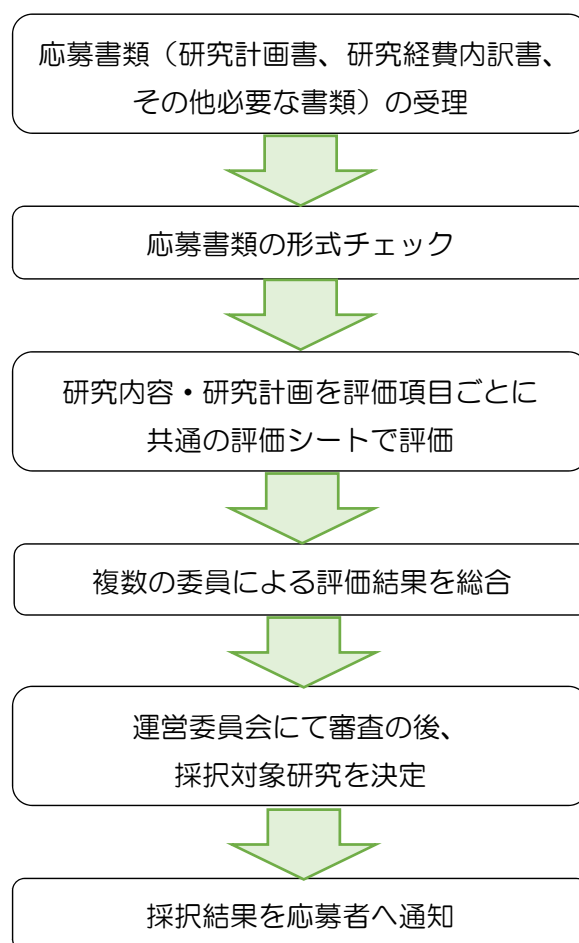 応募書類（研究計画書、研究経費内訳書、
その他必要な書類）の受理
応募書類の形式チェック
研究内容・研究計画を評価項目ごとに
共通の評価シートで評価
複数の委員による評価結果を総合
運営委員会にて審査の後、
採択対象研究を決定
採択結果を応募者へ通知